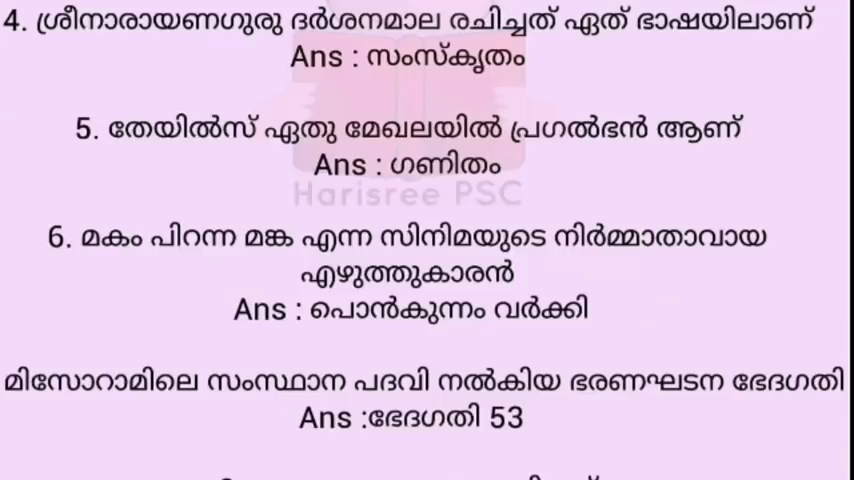 4. ശ്രീനാരായണഗുരു ദർശനമാല രചിച്ചത് ഏത് ഭാഷയിലാണ്
Ans : സംസ്കൃതം
5. തേയിൽസ് ഏതു മേഖലയിൽ പ്രഗൽഭൻ ആണ്
Ans : ഗണിതം
Harisree PSC
6. മകം പിറന്ന മങ്ക എന്ന സിനിമയുടെ നിർമ്മാതാവായ
എഴുത്തുകാരൻ
Ans : പൊൻകുന്നം വർക്കി
മിസോറാമിലെ സംസ്ഥാന പദവി നൽകിയ ഭരണഘടന ഭേദഗതി
Ans :ഭേദഗതി 53